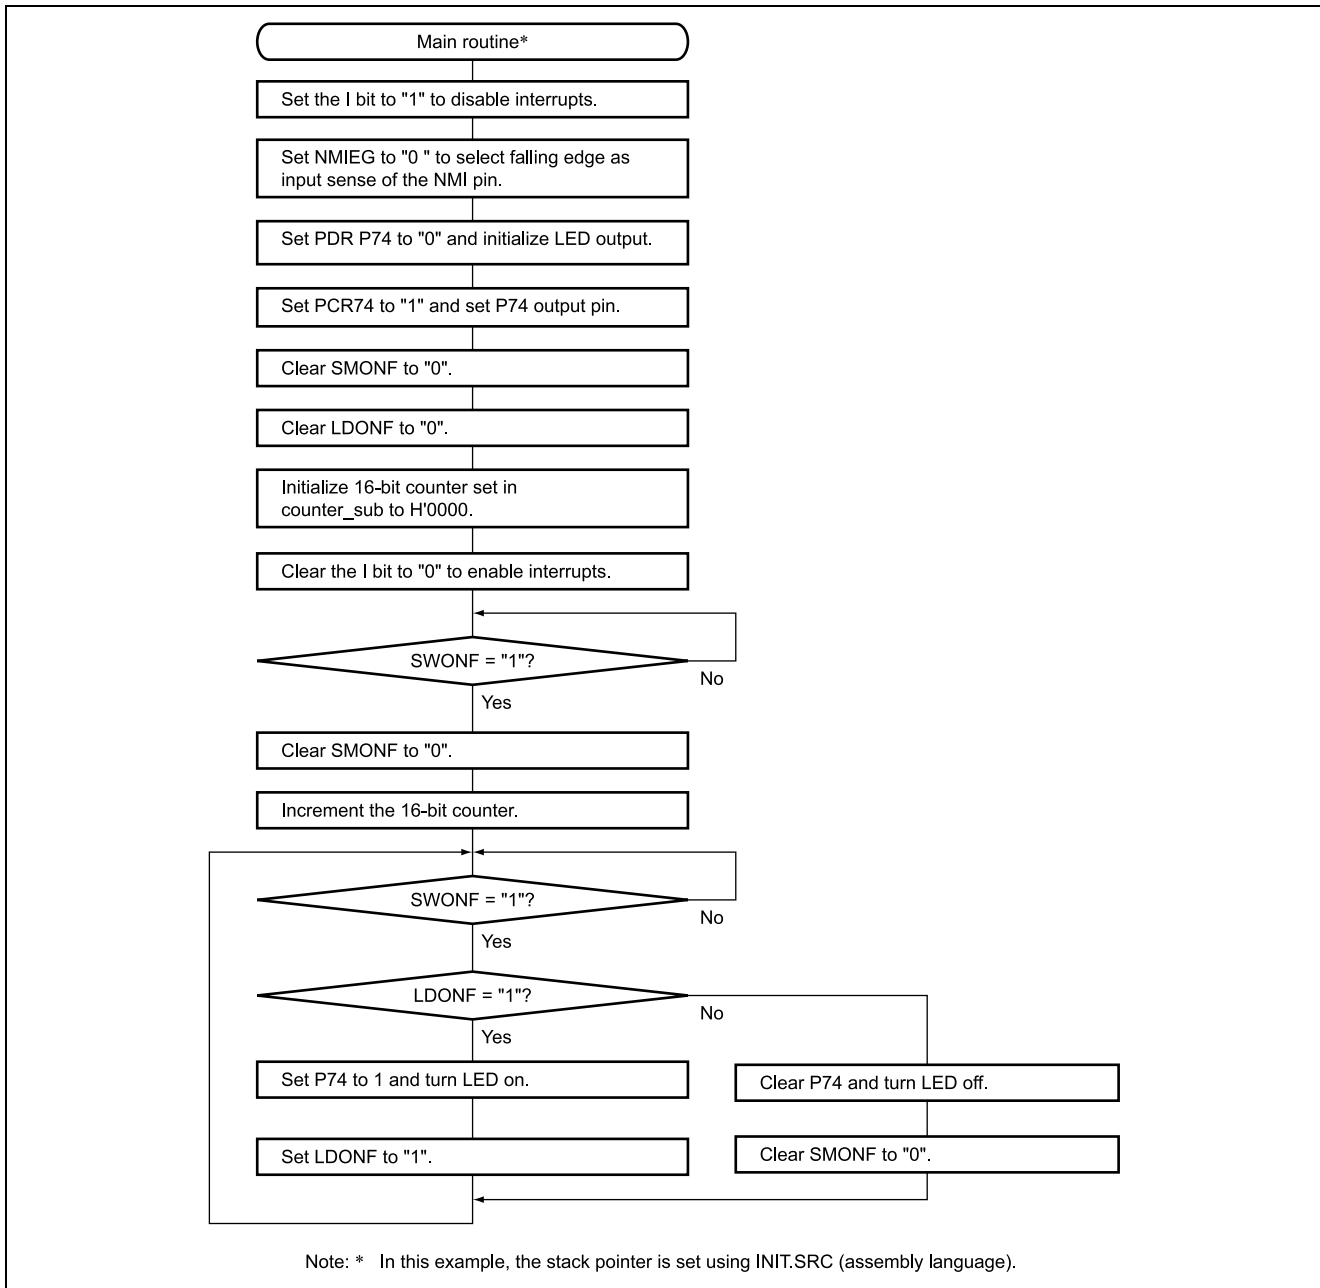 Main routine*
Set the I bit to "1" to disable interrupts.
Set NMIEG to "0 " to select falling edge as
input sense of the NMI pin.
Set PDR P74 to "0" and initialize LED output.
Set PCR74 to "1" and set P74 output pin.
Clear SMONF to "0".
Clear LDONF to "0".
Initialize 16-bit counter set in
counter_sub to H'0000.
Clear the I bit to "0" to enable interrupts.
SWONF = "1"?
No
Yes
Clear SMONF to "0".
Increment the 16-bit counter.
SWONF = "1"?
No
Yes
LDONF = "1"?
No
Yes
Set P74 to 1 and turn LED on.
Clear P74 and turn LED off.
Set LDONF to "1".
Clear SMONF to "0".
Note: * In this example, the stack pointer is set using INIT.SRC (assembly language).